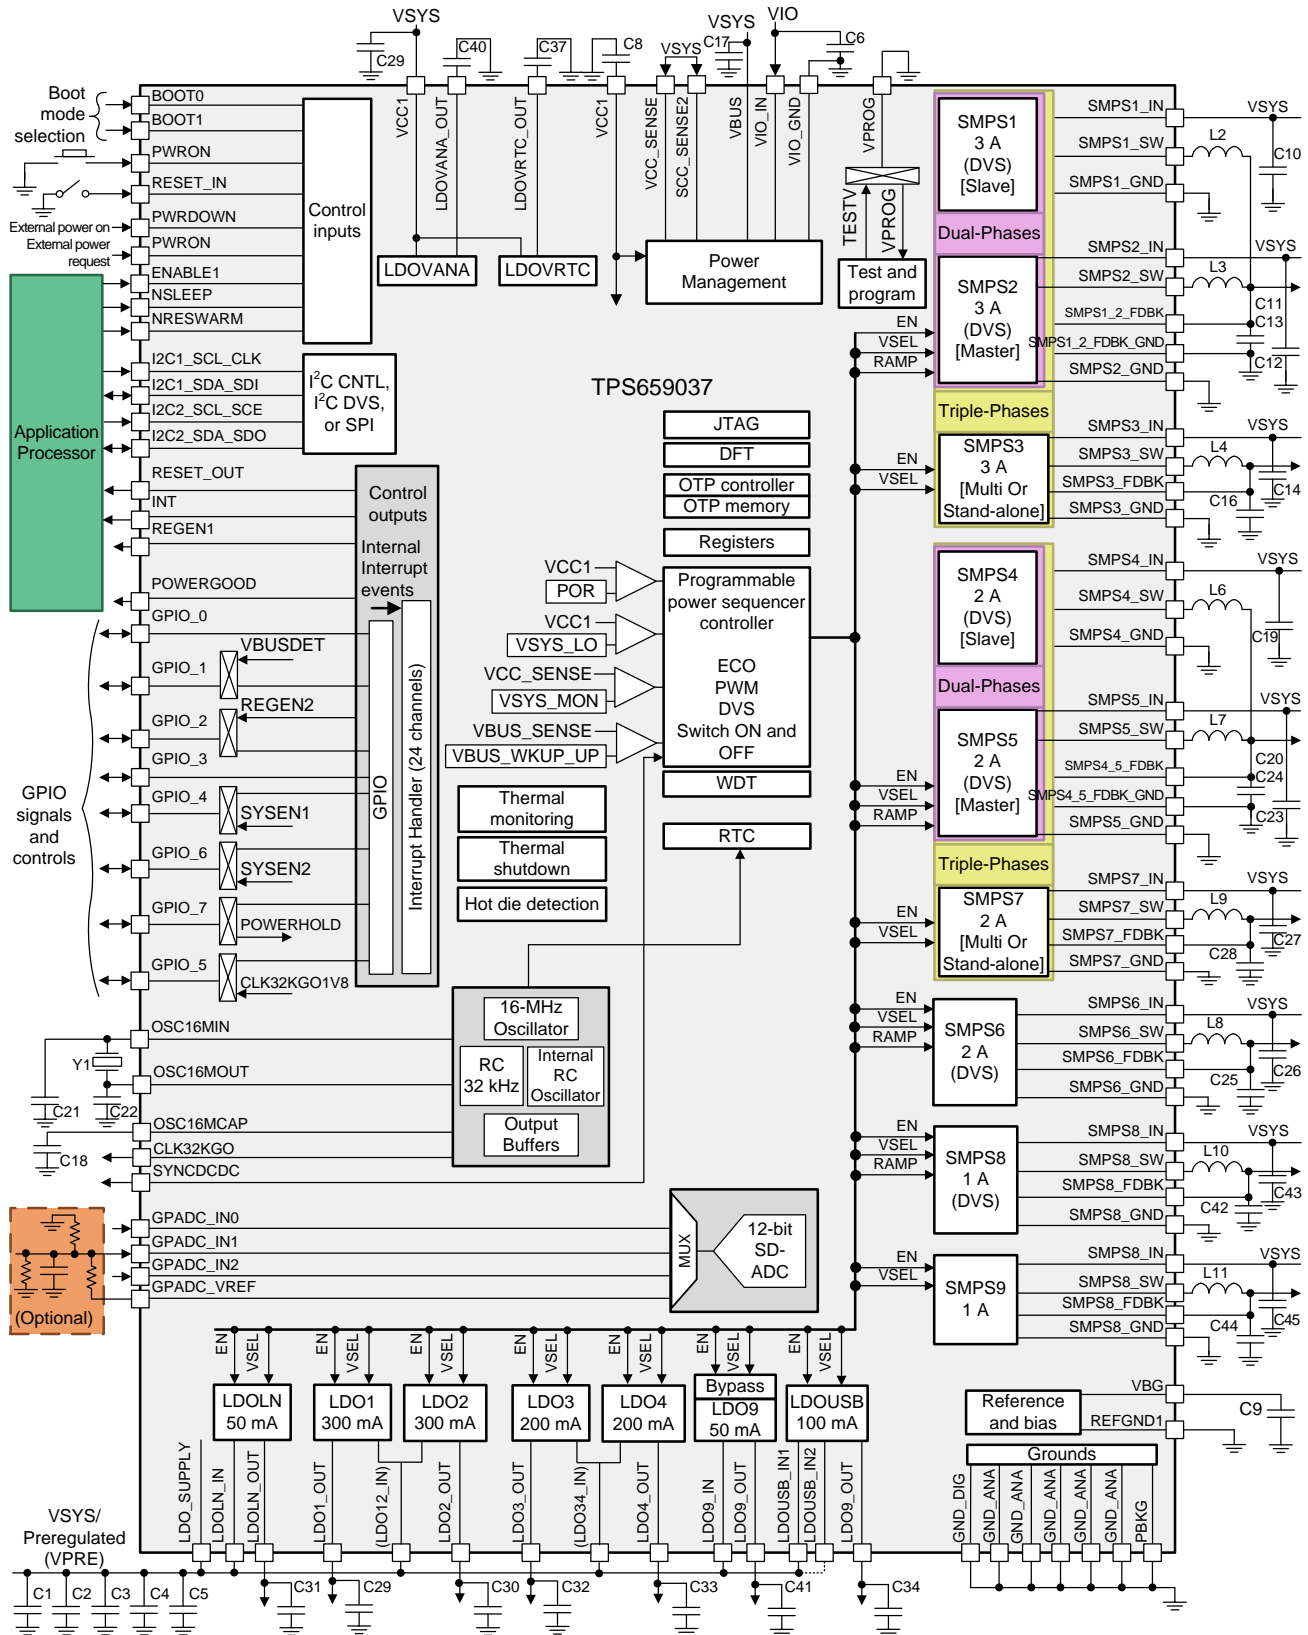 VSYS
C29
C40
C37
C8
VSYS
C17
VSYS
VIO
C6
VCC1
LDOVANA_OUT
LDOVRTC_OUT
VCC1
VCC_SENSE
SCC_SENSE2
VBUS
VIO_IN
VIO_GND
VPROG
Boot
mode
selection
BOOT0
BOOT1
PWRON
RESET_IN
PWRDOWN
External power on
PWRON
External power
request
ENABLE1
NSLEEP
NRESWARM
Control
inputs
I2C1_SCL_CLK
I2C1_SDA_SDI
I2C2_SCL_SCE
I2C2_SDA_SDO
I2C CNTL,
I2C DVS,
or SPI
Application
Processor
RESET_OUT
INT
REGEN1
POWERGOOD
Control
outputs
Internal
Interrupt
events
GPIO
Interrupt Handler (24 channels)
GPIO
signals
and
controls
GPIO_0
GPIO_1
VBUSDET
GPIO_2
REGEN2
GPIO_3
GPIO_4
SYSEN1
GPIO_6
SYSEN2
GPIO_7
POWERHOLD
GPIO_5
CLK32KGO1V8
LDOVANA
LDOVRTC
Power
Management
TESTV
VPROG
Test and
program
TPS659037
JTAG
DFT
OTP controller
OTP memory
Registers
Programmable
power sequencer
controller
ECO
PWM
DVS
Switch ON and
OFF
WDT
RTC
VCC1
POR
VCC1
VSYS_LO
VCC_SENSE
VSYS_MON
VBUS_SENSE
VBUS_WKUP_UP
Thermal
monitoring
Thermal
shutdown
Hot die detection
SMPS1
3 A
(DVS)
[Slave]
Dual-Phases
SMPS2
3 A
(DVS)
[Master]
EN
VSEL
RAMP
Triple-Phases
SMPS3
3 A
[Multi Or
Stand-alone]
EN
VSEL
SMPS4
2 A
(DVS)
[Slave]
Dual-Phases
SMPS5
2 A
(DVS)
[Master]
EN
VSEL
RAMP
Triple-Phases
SMPS7
2 A
[Multi Or
Stand-alone]
EN
VSEL
SMPS6
2 A
(DVS)
EN
VSEL
RAMP
SMPS8
1 A
(DVS)
EN
VSEL
RAMP
SMPS9
1 A
EN
VSEL
SMPS1_IN
VSYS
SMPS1_SW
L2
C10
SMPS1_GND
SMPS2_IN
VSYS
SMPS2_SW
L3
C11
SMPS1_2_FDBK
C13
SMPS1_2_FDBK_GND
C12
SMPS2_GND
SMPS3_IN
VSYS
SMPS3_SW
L4
SMPS3_FDBK
C14
C16
SMPS3_GND
SMPS4_IN
VSYS
SMPS4_SW
L6
SMPS4_GND
C19
SMPS5_IN
VSYS
SMPS5_SW
L7
C20
SMPS4_5_FDBK
C24
SMPS4_5_FDBK_GND
C23
SMPS5_GND
SMPS7_IN
VSYS
SMPS7_SW
L9
SMPS7_FDBK
C27
C28
SMPS7_GND
SMPS6_IN
VSYS
SMPS6_SW
L8
SMPS6_FDBK
C26
C25
SMPS6_GND
SMPS8_IN
VSYS
SMPS8_SW
L10
SMPS8_FDBK
C43
C42
SMPS8_GND
SMPS8_IN
VSYS
SMPS8_SW
L11
SMPS8_FDBK
C45
C44
SMPS8_GND
OSC16MIN
Y1
OSC16MOUT
C21
C22
OSC16MCAP
C18
CLK32KGO
SYNCDCDC
16-MHz
Oscillator
RC
32 kHz
Internal
RC
Oscillator
Output
Buffers
(Optional)
GPADC_IN0
GPADC_IN1
GPADC_IN2
GPADC_VREF
MUX
12-bit
SD-
ADC
EN
VSEL
EN
VSEL
EN
VSEL
EN
VSEL
EN
VSEL
EN
VSEL
EN
VSEL
LDOLN
50 mA
LDO1
300 mA
LDO2
300 mA
LDO3
200 mA
LDO4
200 mA
Bypass
LDO9
50 mA
LDOUSB
100 mA
Reference
and bias
VBG
REFGND1
C9
Grounds
LDO_SUPPLY
LDOLN_IN
LDOLN_OUT
LDO1_OUT
(LDO12_IN)
LDO2_OUT
LDO3_OUT
(LDO34_IN)
LDO4_OUT
LDO9_IN
LDO9_OUT
LDOUSB_IN1
LDOUSB_IN2
LDO9_OUT
GND_DIG
GND_ANA
GND_ANA
GND_ANA
GND_ANA
GND_ANA
PBKG
VSYS/
Preregulated
(VPRE)
C1
C2
C3
C4
C5
C31
C29
C30
C32
C33
C41
C34